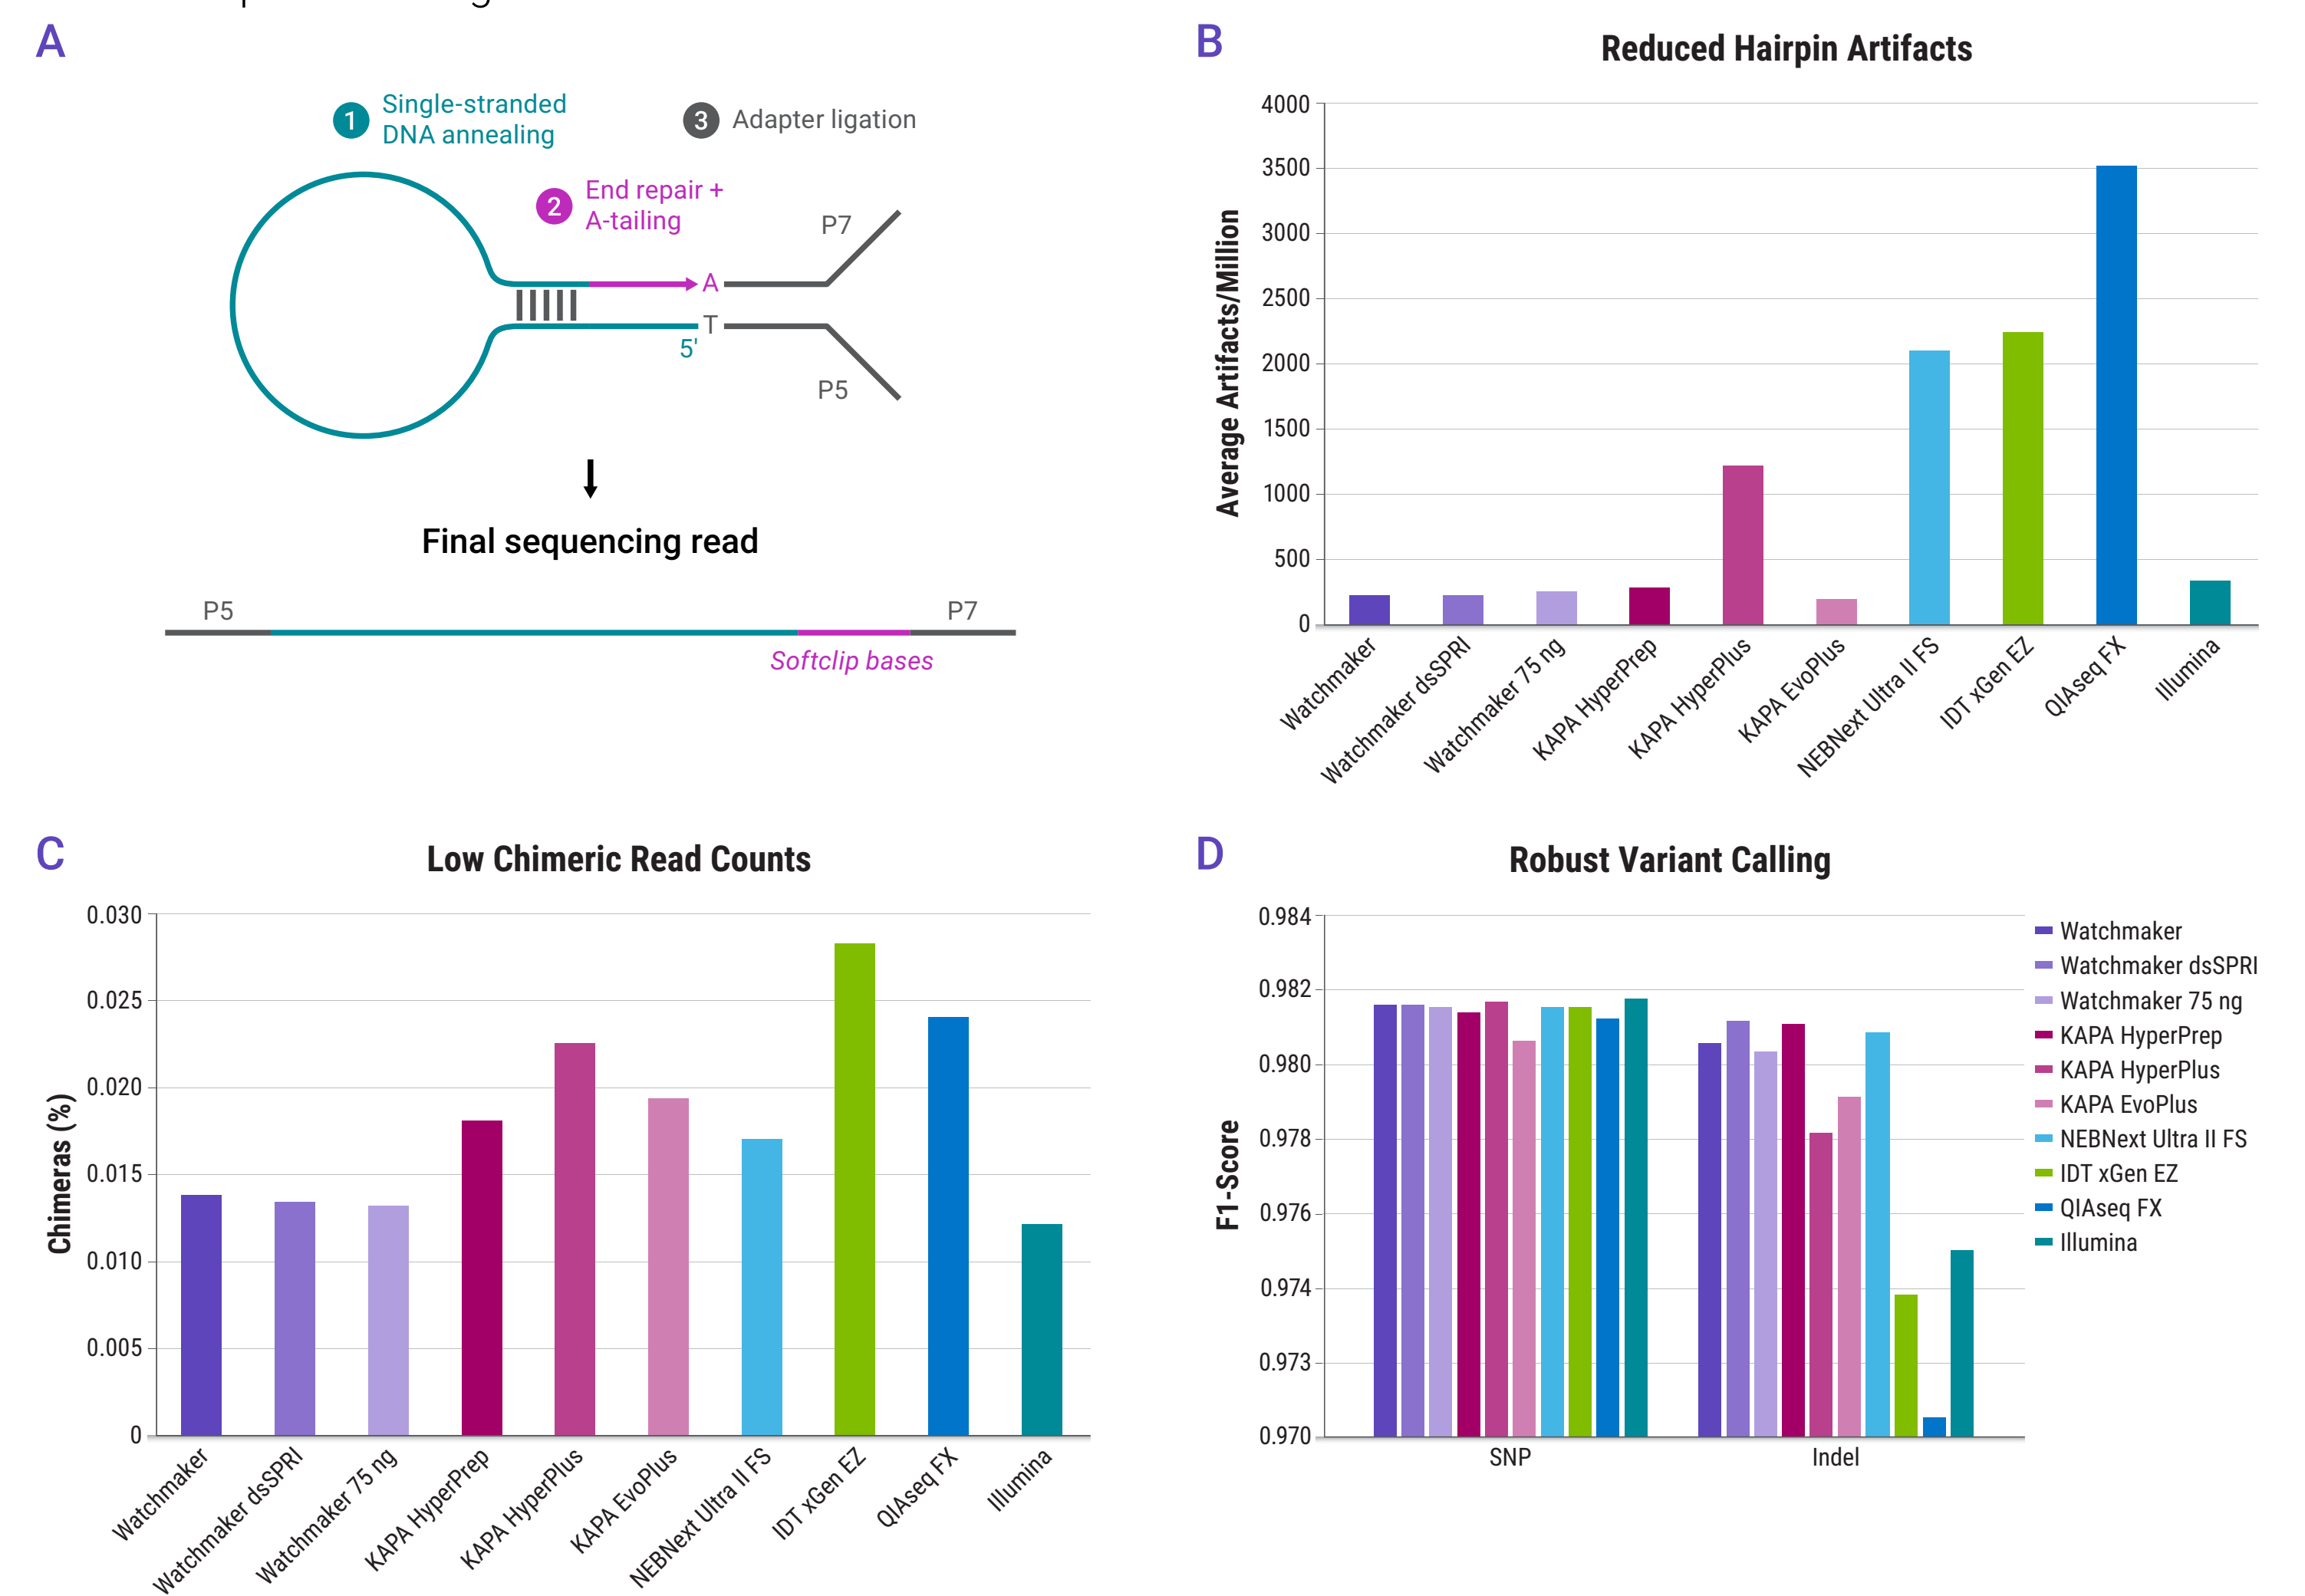 A
1
Single-stranded
DNA annealing
2
End repair +
A-tailing
3
Adapter ligation
P7
A
T
5'
P5
Final sequencing read
P5
P7
Softclip bases
B
Reduced Hairpin Artifacts
Average Artifacts/Million
4000
3500
3000
2500
2000
1500
1000
500
0
Watchmaker
Watchmaker dsSPRI
Watchmaker 75 ng
KAPA HyperPrep
KAPA HyperPlus
KAPA EvoPlus
NEBNext Ultra II FS
IDT xGen EZ
QIAseq FX
Illumina
C
Low Chimeric Read Counts
Chimeras (%)
0.030
0.025
0.020
0.015
0.010
0.005
0
Watchmaker
Watchmaker dsSPRI
Watchmaker 75 ng
KAPA HyperPrep
KAPA HyperPlus
KAPA EvoPlus
NEBNext Ultra II FS
IDT xGen EZ
QIAseq FX
Illumina
D
Robust Variant Calling
F1-Score
0.984
0.982
0.980
0.978
0.976
0.974
0.973
0.970
SNP
Indel
Watchmaker
Watchmaker dsSPRI
Watchmaker 75 ng
KAPA HyperPrep
KAPA HyperPlus
KAPA EvoPlus
NEBNext Ultra II FS
IDT xGen EZ
QIAseq FX
Illumina